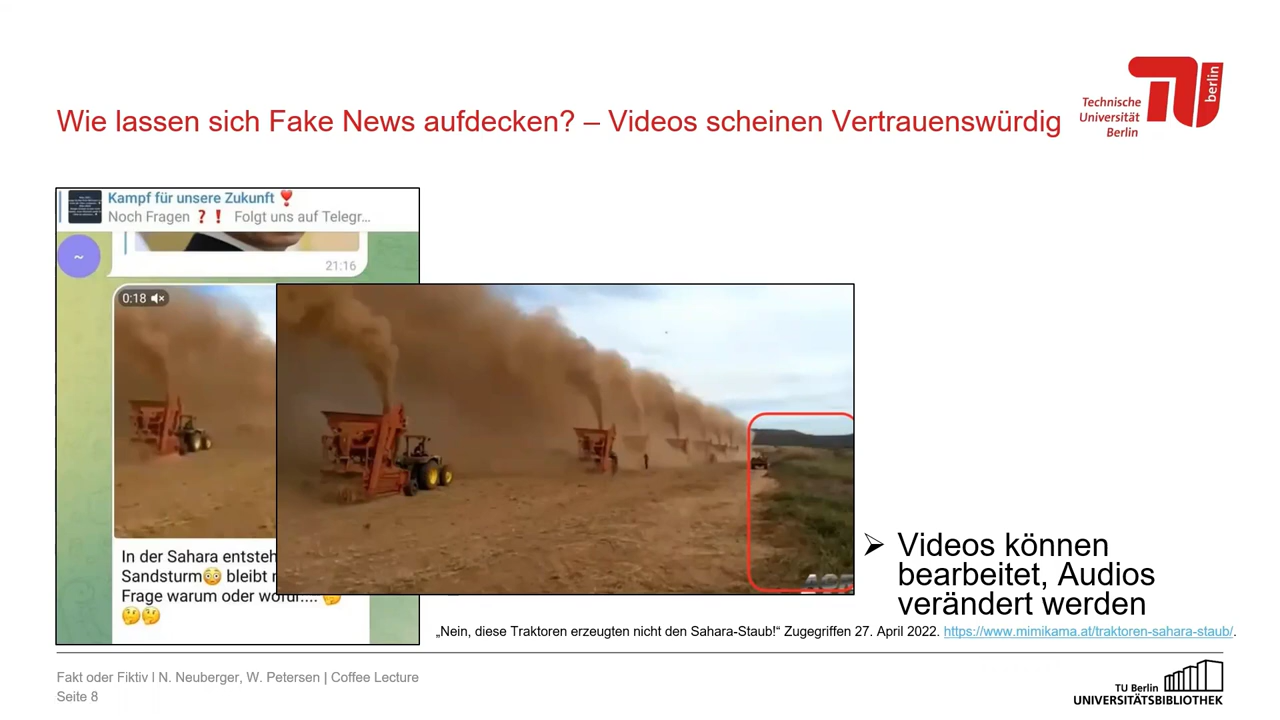 Wie lassen sich Fake News aufdecken? – Videos scheinen Vertrauenswürdig
Technische
Universität
Berlin
berlin
Kampf für unsere Zukunft ❣️
Noch Fragen ❓❗ Folgt uns auf Telegr...
~
21:16
0:18
In der Sahara entsteh
Sandsturm😳 bleibt
Frage warum oder wofür.... 🤔
🤔🤔
➢ Videos können
bearbeitet, Audios
verändert werden
„Nein, diese Traktoren erzeugten nicht den Sahara-Staub!“ Zugegriffen 27. April 2022. https://www.mimikama.at/traktoren-sahara-staub/.
Fakt oder Fiktiv I N. Neuberger, W. Petersen | Coffee Lecture
Seite 8
TU Berlin
UNIVERSITÄTSBIBLIOTHEK